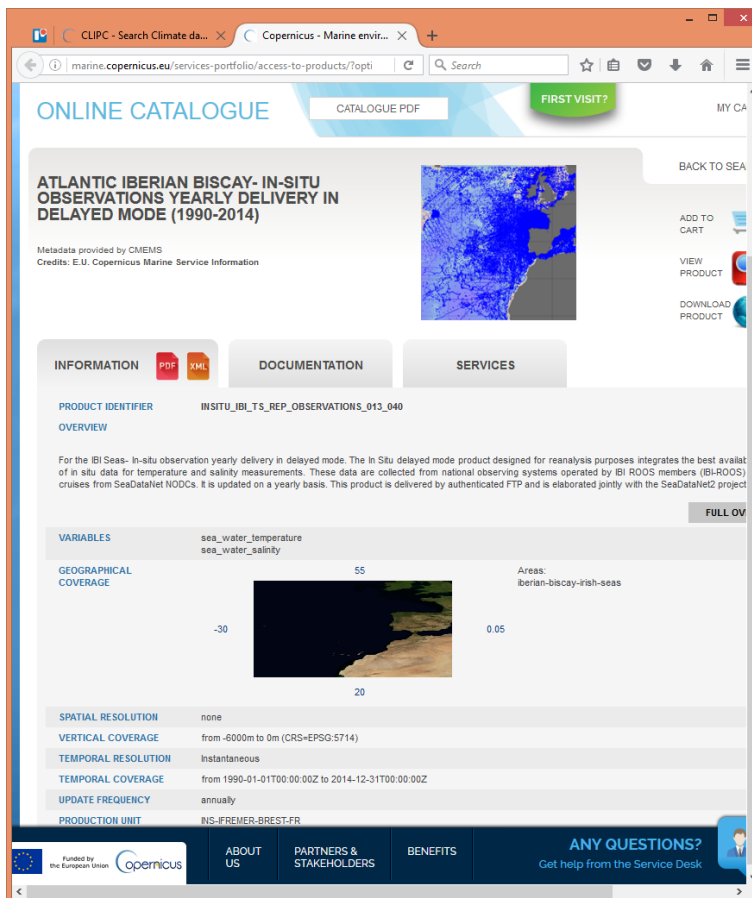 CLIPC - Search Climate da...
Copernicus - Marine envir...
marine.copernicus.eu/services-portfolio/access-to-products/?opti
Search
ONLINE CATALOGUE
CATALOGUE PDF
FIRST VISIT?
MY CA
BACK TO SEA
ATLANTIC IBERIAN BISCAY- IN-SITU
OBSERVATIONS YEARLY DELIVERY IN
DELAYED MODE (1990-2014)
Metadata provided by CMEMS
Credits: E.U. Copernicus Marine Service Information
ADD TO
CART
VIEW
PRODUCT
DOWNLOAD
PRODUCT
INFORMATION PDF XML DOCUMENTATION SERVICES
PRODUCT IDENTIFIER INSITU_IBI_TS_REP_OBSERVATIONS_013_040
OVERVIEW
For the IBI Seas- In-situ observation yearly delivery in delayed mode. The In Situ delayed mode product designed for reanalysis purposes integrates the best availab
of in situ data for temperature and salinity measurements. These data are collected from national observing systems operated by IBI ROOS members (IBI-ROOS)
cruises from SeaDataNet NODCs. It is updated on a yearly basis. This product is delivered by authenticated FTP and is elaborated jointly with the SeaDataNet2 project
FULL OV
VARIABLES sea_water_temperature
sea_water_salinity
GEOGRAPHICAL
COVERAGE
55
-30
0.05
20
Areas:
iberian-biscay-irish-seas
SPATIAL RESOLUTION none
VERTICAL COVERAGE from -6000m to 0m (CRS=EPSG:5714)
TEMPORAL RESOLUTION Instantaneous
TEMPORAL COVERAGE from 1990-01-01T00:00:00Z to 2014-12-31T00:00:00Z
UPDATE FREQUENCY annually
PRODUCTION UNIT INS-IFREMER-BREST-FR
Funded by
the European Union
opernicus
ABOUT
US
PARTNERS &
STAKEHOLDERS
BENEFITS
ANY QUESTIONS?
Get help from the Service Desk